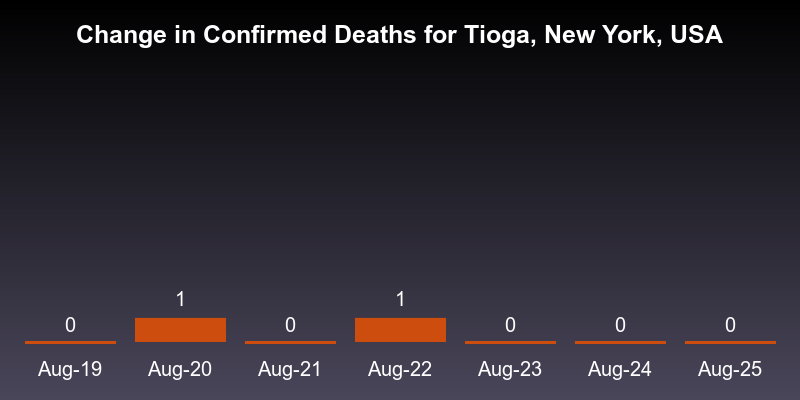 Change in Confirmed Deaths for Tioga, New York, USA
0 1 0 1 0 0 0
Aug-19 Aug-20 Aug-21 Aug-22 Aug-23 Aug-24 Aug-25